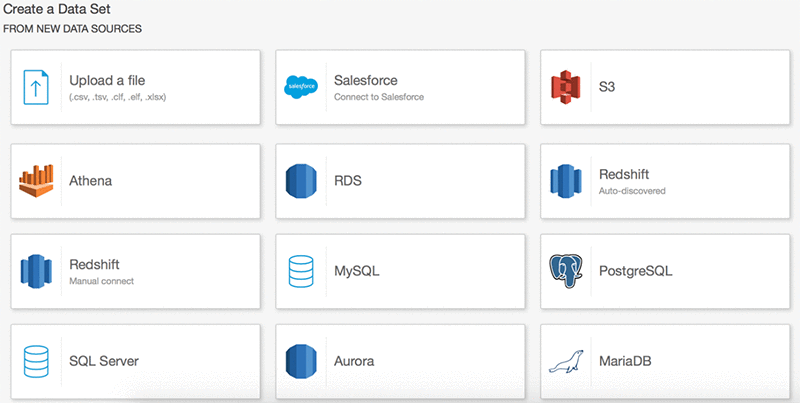 Create a Data Set
FROM NEW DATA SOURCES
Upload a file
(.csv, .tsv, .clf, .elf, .xlsx)
salesforce
Salesforce
Connect to Salesforce
S3
Athena
RDS
Redshift
Auto-discovered
Redshift
Manual connect
MySQL
PostgreSQL
SQL Server
Aurora
MariaDB